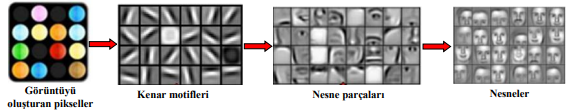 Görüntüyü
oluşturan pikseller
Kenar motifleri
Nesne parçaları
Nesneler